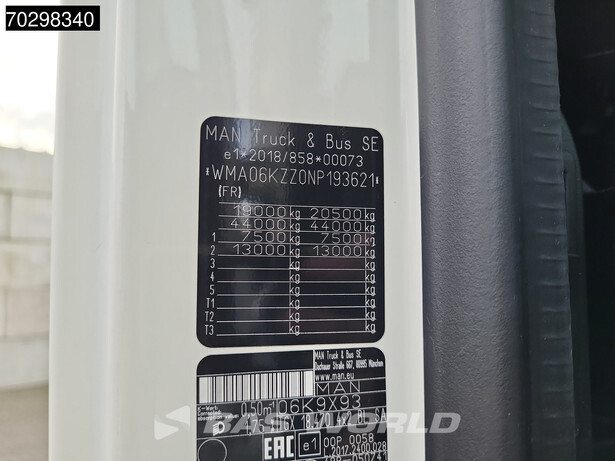 70298340
MAN Truck & Bus SE
e1*2018/858*00073
*WMA06KZZ0NP193621*
(FR)
19000 kg 20500 kg
44000 kg 44000 kg
1 7500 kg 7500 kg
2 13000 kg 13000 kg
3 kg kg
4 kg kg
5 kg kg
T1 kg kg
T2 kg kg
T3 kg kg
MAN Truck & Bus SE
Dachauer Straße 667, 80995 München
www.man.eu
MAN
K-Wert:
06K9X93
EAC e1 00P 0058
BAS WORLD